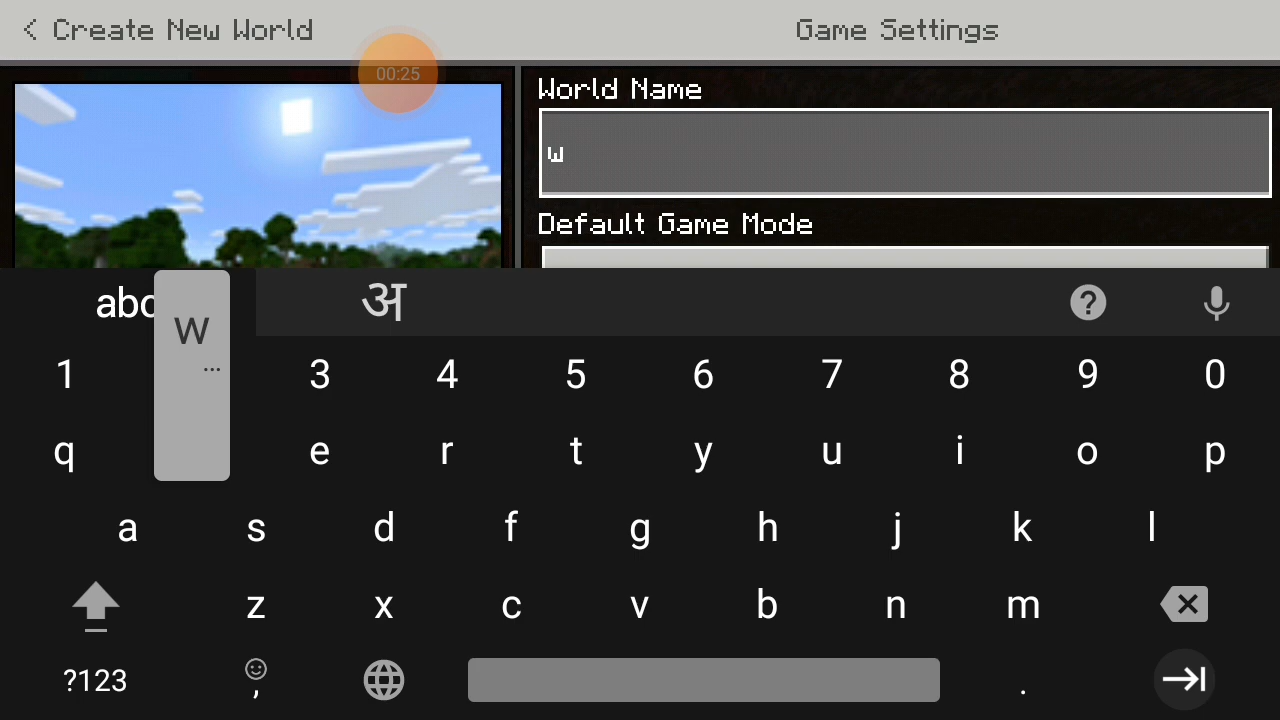 < Create New World
Game Settings
00:25
World Name
w
Default Game Mode
abc
अ
?
w
...
1 3 4 5 6 7 8 9 0
q e r t y u i o p
a s d f g h j k l
z x c v b n m
?123 , .